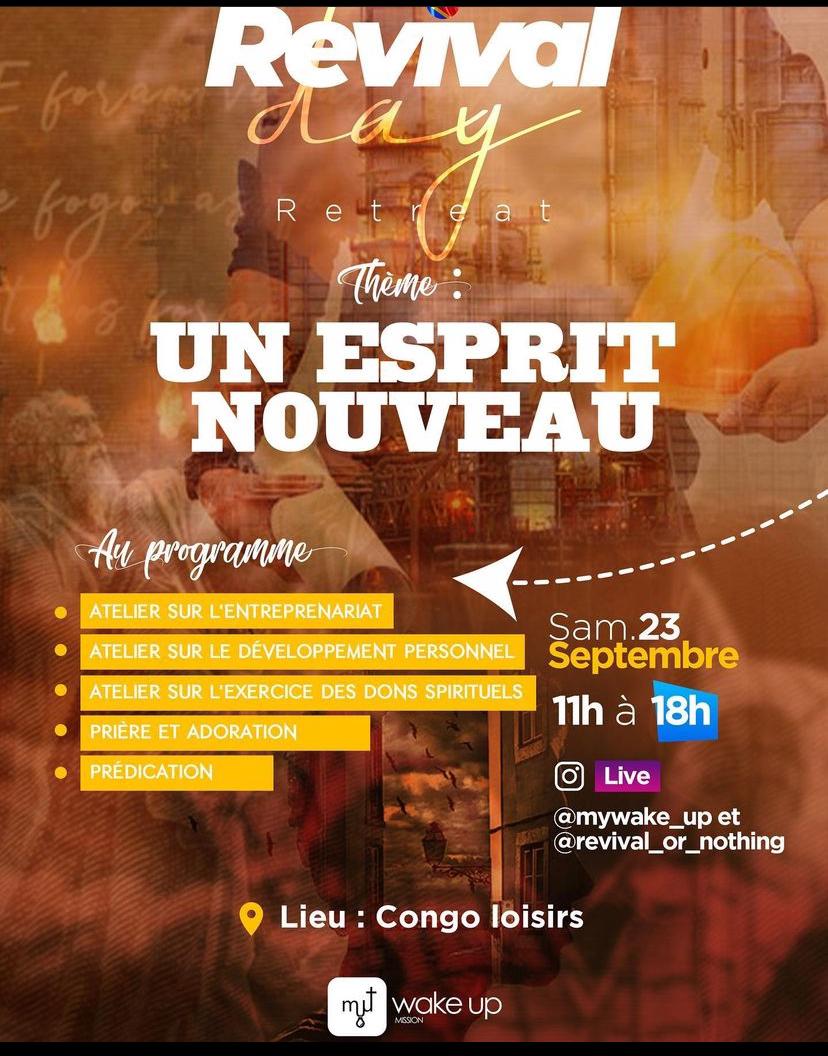 Revival
day
Retreat
Thème :
UN ESPRIT
NOUVEAU
Au programme
ATELIER SUR L'ENTREPRENARIAT
ATELIER SUR LE DÉVELOPPEMENT PERSONNEL
ATELIER SUR L'EXERCICE DES DONS SPIRITUELS
PRIÈRE ET ADORATION
PRÉDICATION
Sam.23
Septembre
11h à 18h
Live
@mywake_up et
@revival_or_nothing
Lieu : Congo loisirs
wake up
MISSION